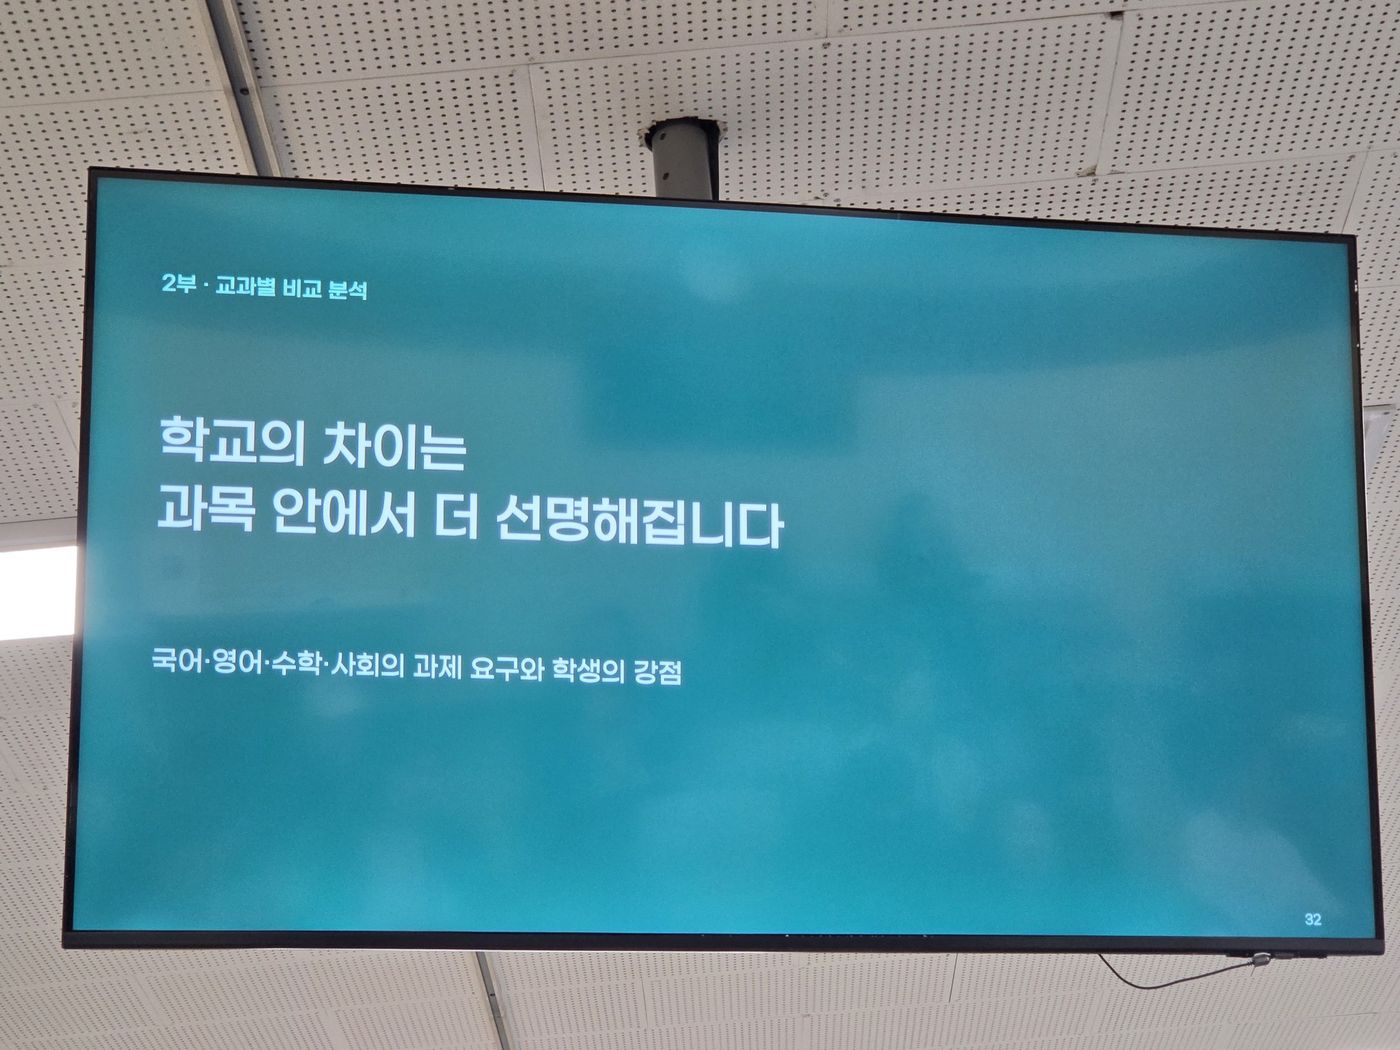 2부 · 교과별 비교 분석
학교의 차이는
과목 안에서 더 선명해집니다
국어·영어·수학·사회의 과제 요구와 학생의 강점
32